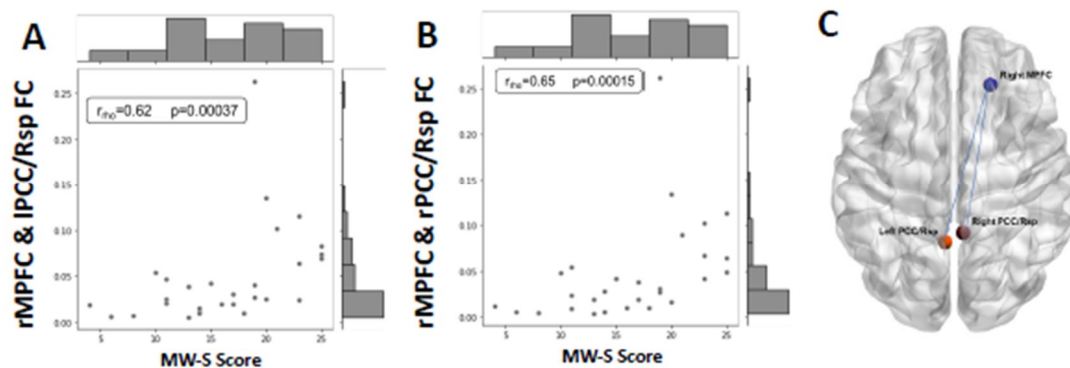 A
rMPFC & lPCC/Rsp FC
r_rho=0.62 p=0.00037
0.25
0.20
0.15
0.10
0.05
0.00
5
10
15
20
25
MW-S Score
B
rMPFC & rPCC/Rsp FC
r_rho=0.65 p=0.00015
0.25
0.20
0.15
0.10
0.05
0.00
5
10
15
20
25
MW-S Score
C
Right MPFC
Left PCC/Rsp
Right PCC/Rsp